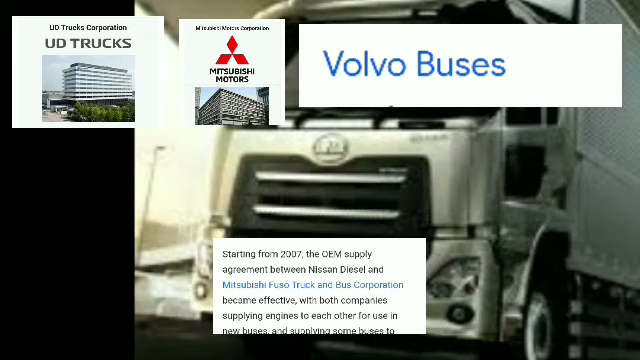 UD Trucks Corporation
UD TRUCKS
Mitsubishi Motors Corporation
MITSUBISHI
MOTORS
Volvo Buses
Starting from 2007, the OEM supply
agreement between Nissan Diesel and
Mitsubishi Fuso Truck and Bus Corporation
became effective, with both companies
supplying engines to each other for use in
new buses, and supplying some buses to